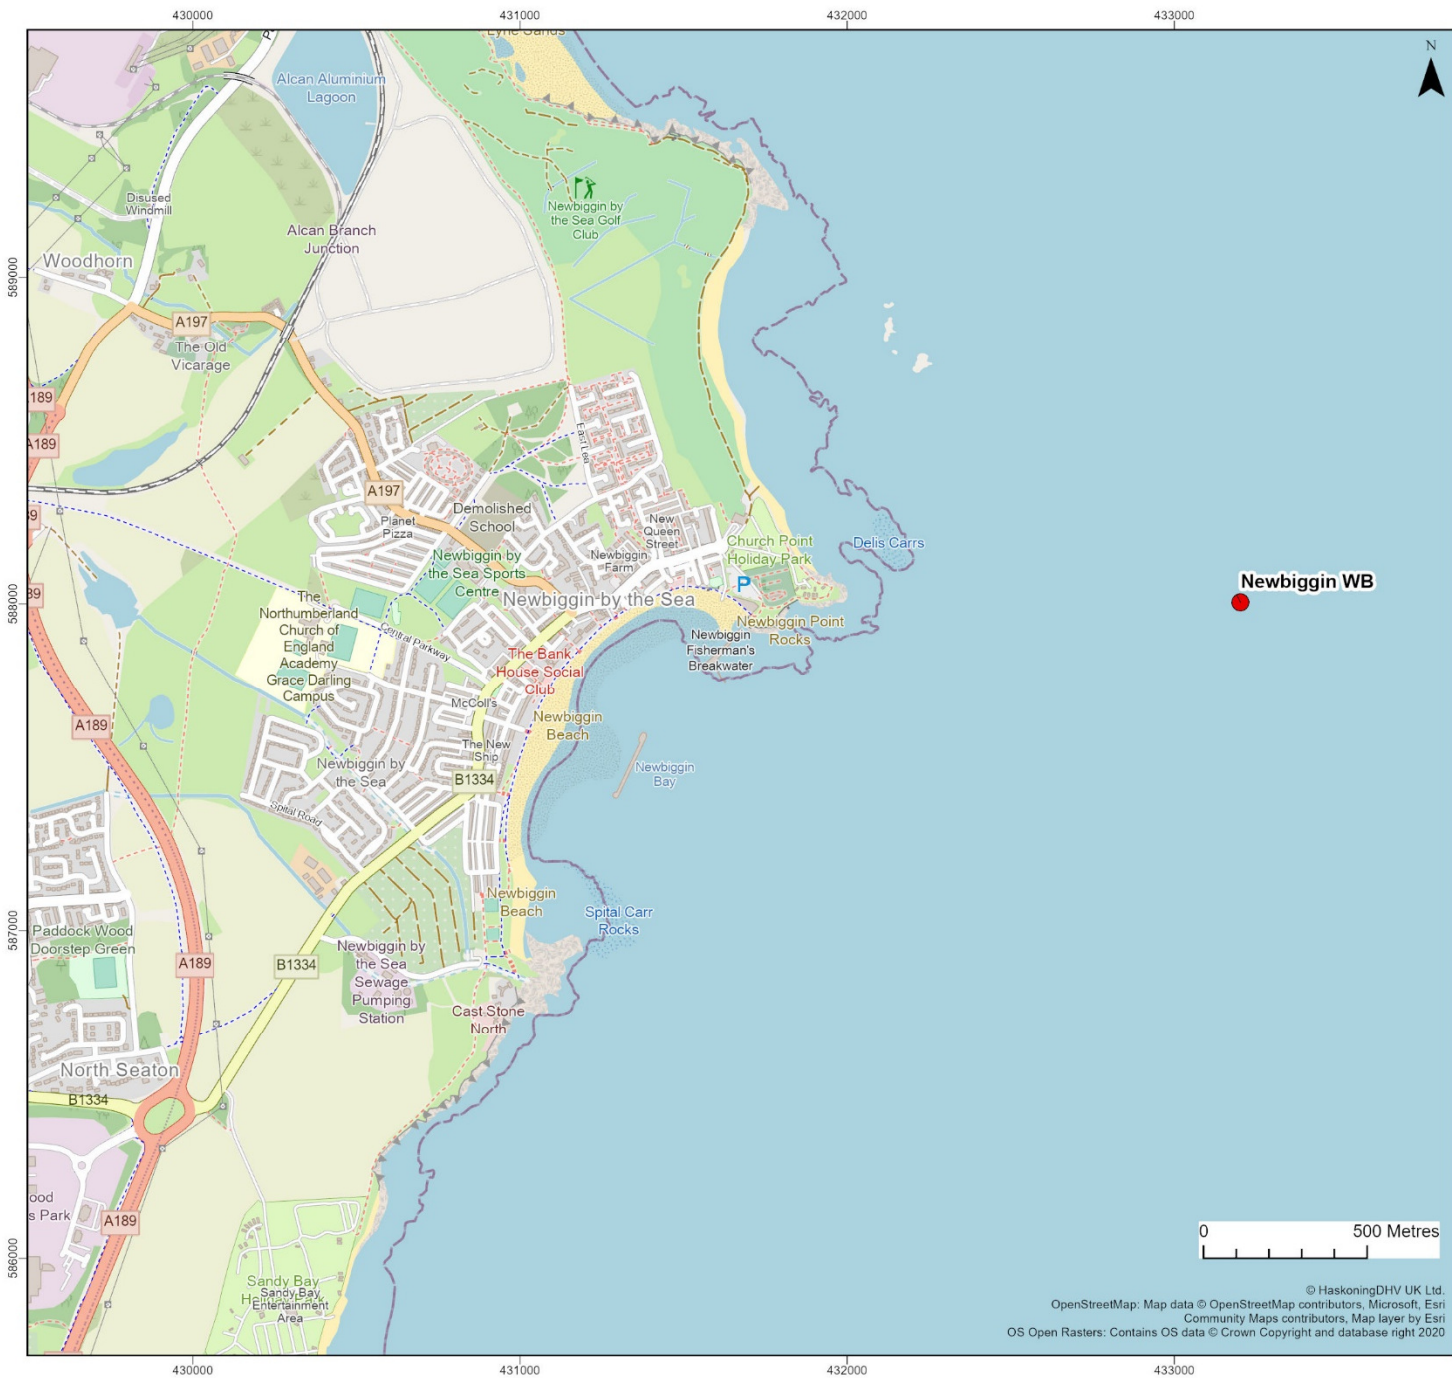 430000
431000
432000
433000
Lyne Sands
N
Alcan Aluminium
Lagoon
Disused
Windmill
Newbiggin by
the Sea Golf
Club
Alcan Branch
Junction
Woodhorn
589000
A197
The Old
Vicarage
A189
A189
East Lea
A197
Planet
Pizza
Demolished
School
New
Queen
Street
Newbiggin
Farm
Church Point
Holiday Park
Delis Carrs
Newbiggin by
the Sea Sports
Centre
P
Newbiggin WB
588000
Newbiggin by the Sea
The
Northumberland
Church of
England
Academy
Grace Darling
Campus
Central Parkway
Newbiggin Point
Rocks
Newbiggin
Fisherman's
Breakwater
The Bank
House Social
Club
McColl's
Newbiggin
Beach
A189
The New
Ship
Newbiggin by
the Sea
B1334
Newbiggin
Bay
Spital Road
Newbiggin
Beach
Spital Carr
Rocks
587000
Paddock Wood
Doorstep Green
A189
B1334
Newbiggin by
the Sea
Sewage
Pumping
Station
Cast Stone
North
North Seaton
B1334
ood
s Park
A189
586000
Sandy Bay
Holiday Park
Sandy Bay
Entertainment
Area
0 500 Metres
© HaskoningDHV UK Ltd.
OpenStreetMap: Map data © OpenStreetMap contributors, Microsoft, Esri
Community Maps contributors, Map layer by Esri
OS Open Rasters: Contains OS data © Crown Copyright and database right 2020
430000
431000
432000
433000